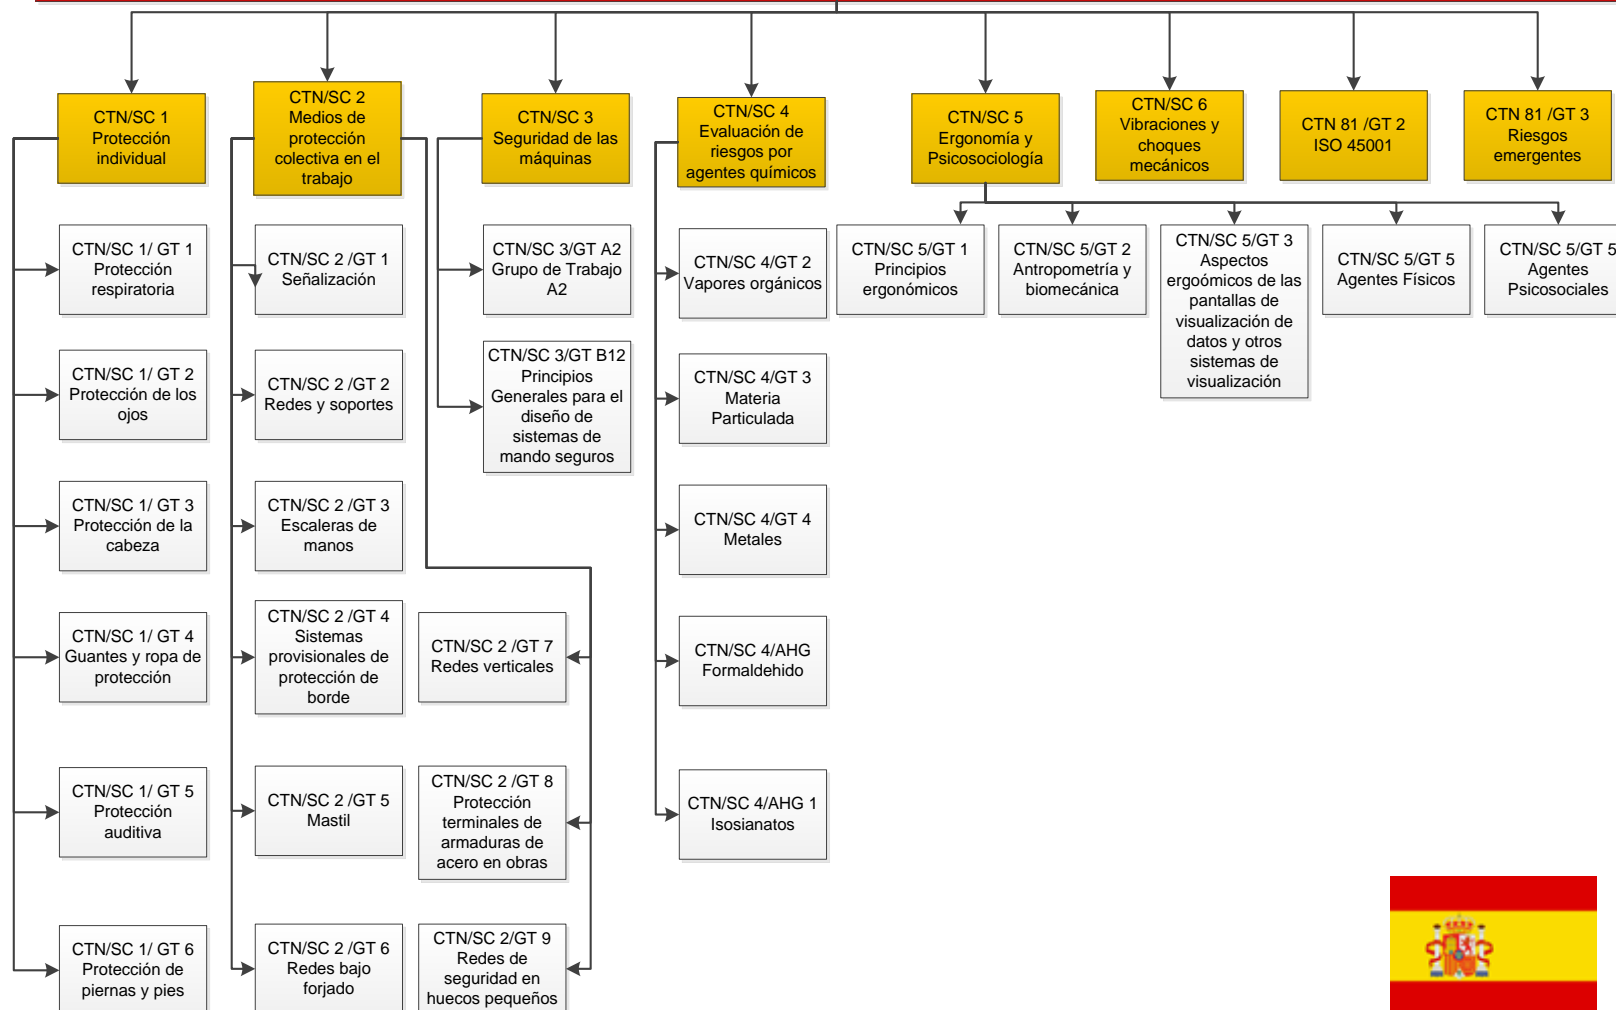 CTN/SC 1
Protección
individual
CTN/SC 2
Medios de
protección
colectiva en el
trabajo
CTN/SC 3
Seguridad de las
máquinas
CTN/SC 4
Evaluación de
riesgos por
agentes químicos
CTN/SC 5
Ergonomía y
Psicosociología
CTN/SC 6
Vibraciones y
choques
mecánicos
CTN 81 /GT 2
ISO 45001
CTN 81 /GT 3
Riesgos
emergentes
CTN/SC 1/ GT 1
Protección
respiratoria
CTN/SC 2 /GT 1
Señalización
CTN/SC 3/GT A2
Grupo de Trabajo
A2
CTN/SC 4/GT 2
Vapores orgánicos
CTN/SC 5/GT 1
Principios
ergonómicos
CTN/SC 5/GT 2
Antropometría y
biomecánica
CTN/SC 5/GT 3
Aspectos
ergoómicos de las
pantallas de
visualización de
datos y otros
sistemas de
visualización
CTN/SC 5/GT 5
Agentes Físicos
CTN/SC 5/GT 5
Agentes
Psicosociales
CTN/SC 1/ GT 2
Protección de los
ojos
CTN/SC 2 /GT 2
Redes y soportes
CTN/SC 3/GT B12
Principios
Generales para el
diseño de
sistemas de
mando seguros
CTN/SC 4/GT 3
Materia
Particulada
CTN/SC 1/ GT 3
Protección de la
cabeza
CTN/SC 2 /GT 3
Escaleras de
manos
CTN/SC 4/GT 4
Metales
CTN/SC 1/ GT 4
Guantes y ropa de
protección
CTN/SC 2 /GT 4
Sistemas
provisionales de
protección de
borde
CTN/SC 2 /GT 7
Redes verticales
CTN/SC 4/AHG
Formaldehido
CTN/SC 1/ GT 5
Protección
auditiva
CTN/SC 2 /GT 5
Mastil
CTN/SC 2 /GT 8
Protección
terminales de
armaduras de
acero en obras
CTN/SC 4/AHG 1
Isosianatos
CTN/SC 1/ GT 6
Protección de
piernas y pies
CTN/SC 2 /GT 6
Redes bajo
forjado
CTN/SC 2/GT 9
Redes de
seguridad en
huecos pequeños